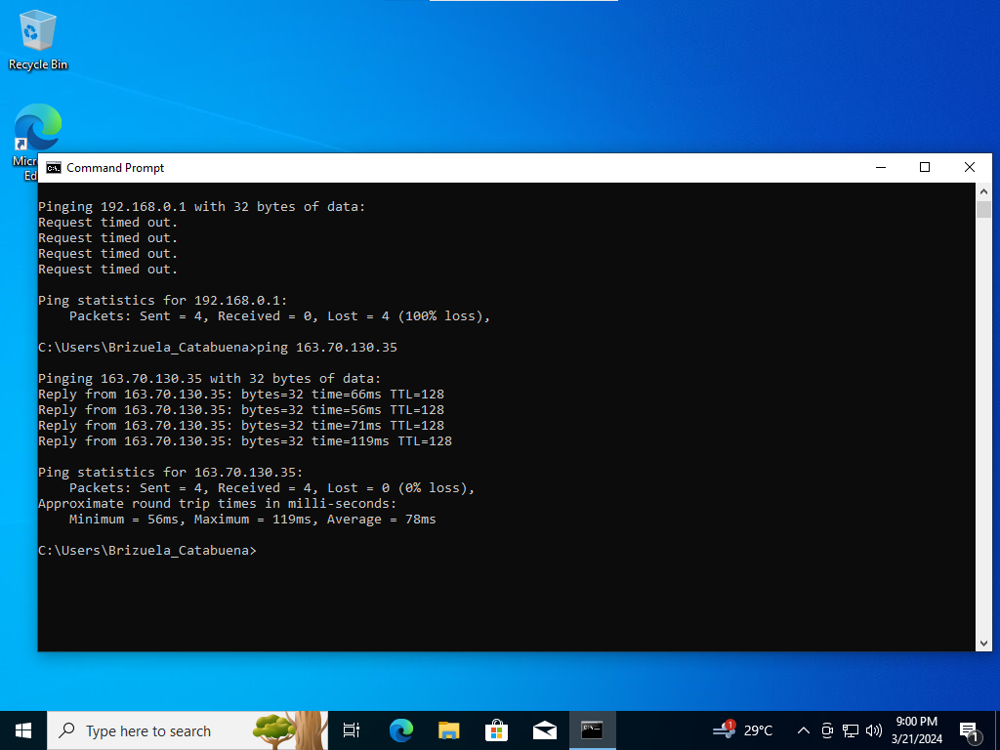 Recycle Bin
Command Prompt
Pinging 192.168.0.1 with 32 bytes of data:
Request timed out.
Request timed out.
Request timed out.
Request timed out.
Ping statistics for 192.168.0.1:
    Packets: Sent = 4, Received = 0, Lost = 4 (100% loss),
C:\Users\Brizuela_Catabuena>ping 163.70.130.35
Pinging 163.70.130.35 with 32 bytes of data:
Reply from 163.70.130.35: bytes=32 time=66ms TTL=128
Reply from 163.70.130.35: bytes=32 time=56ms TTL=128
Reply from 163.70.130.35: bytes=32 time=71ms TTL=128
Reply from 163.70.130.35: bytes=32 time=119ms TTL=128
Ping statistics for 163.70.130.35:
    Packets: Sent = 4, Received = 4, Lost = 0 (0% loss),
Approximate round trip times in milli-seconds:
    Minimum = 56ms, Maximum = 119ms, Average = 78ms
C:\Users\Brizuela_Catabuena>
Type here to search
1
29°C
9:00 PM
3/21/2024
1